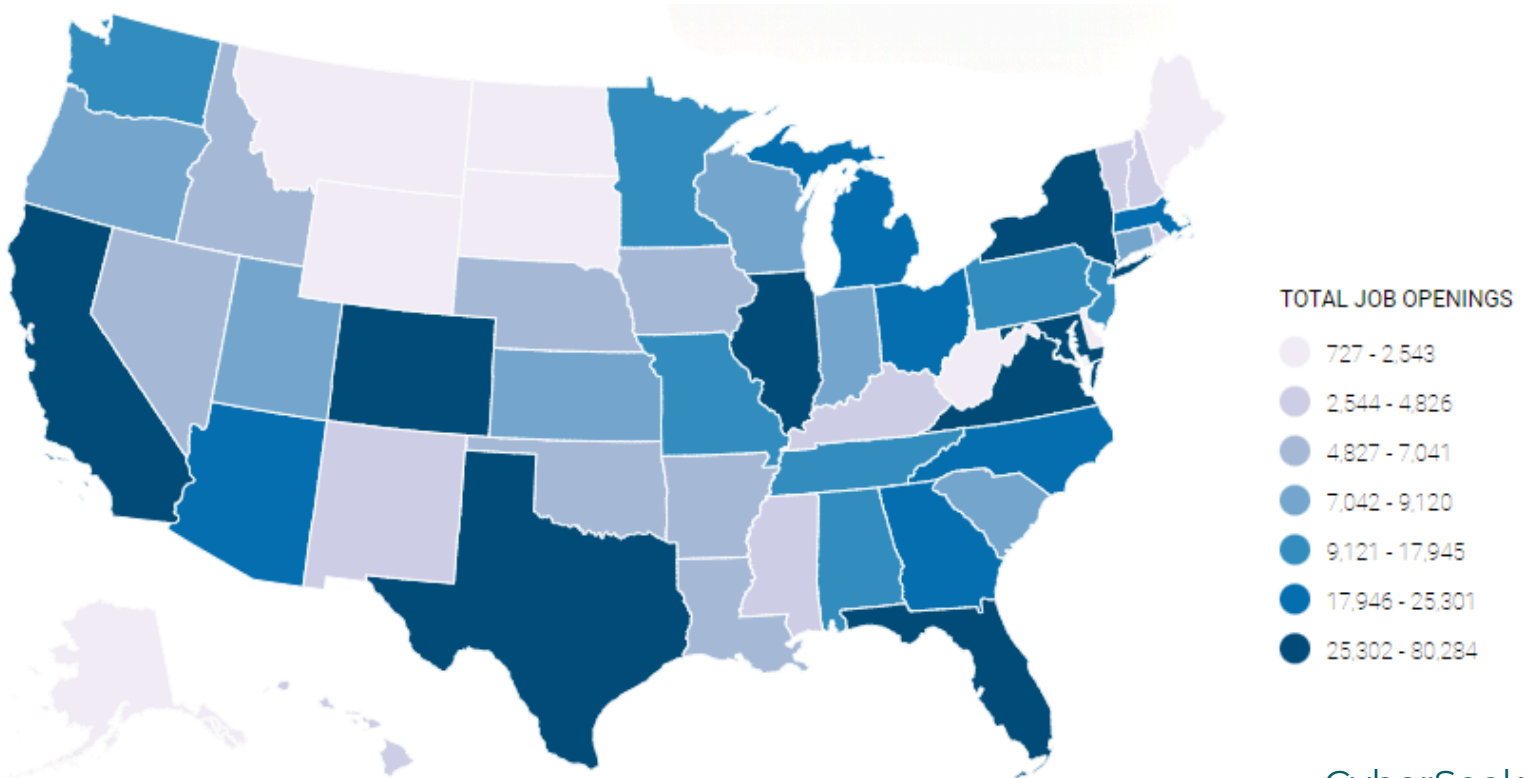 TOTAL JOB OPENINGS
727 - 2,543
2,544 - 4,826
4,827 - 7,041
7,042 - 9,120
9,121 - 17,945
17,946 - 25,301
25,302 - 80,284